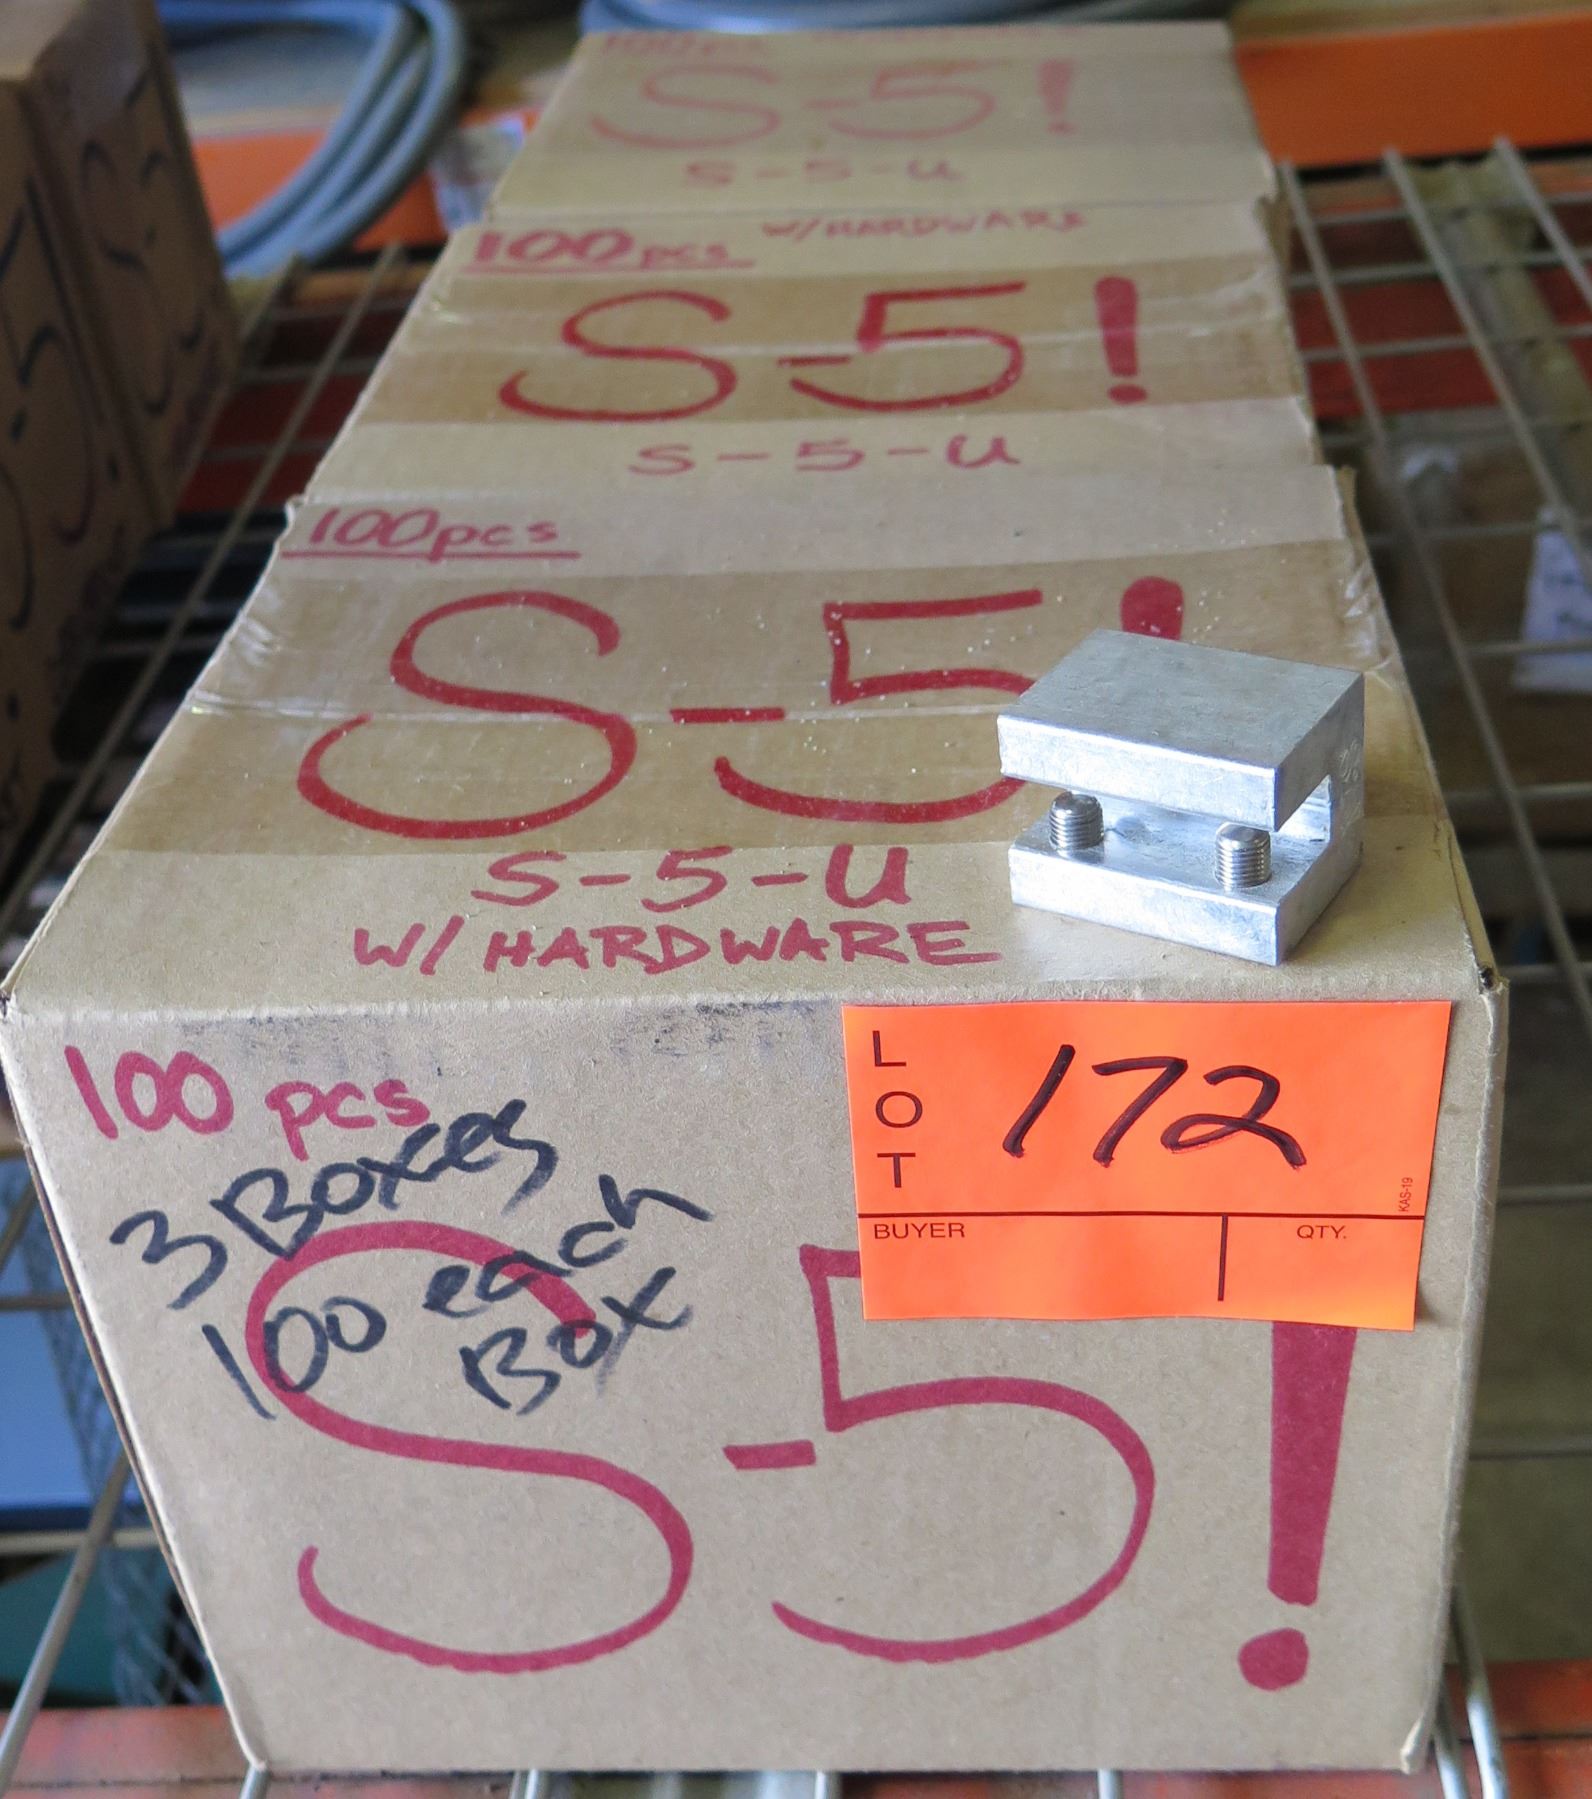 100pcs
S-5!
S-5-U
100pcs
W/HARDWARE
S-5!
S-5-U
100pcs
S-5!
S-5-U
W/ HARDWARE
100 pcs
3 Boxes
100 each
Box
S-5!
LOT
172
KAS-19
BUYER
QTY.